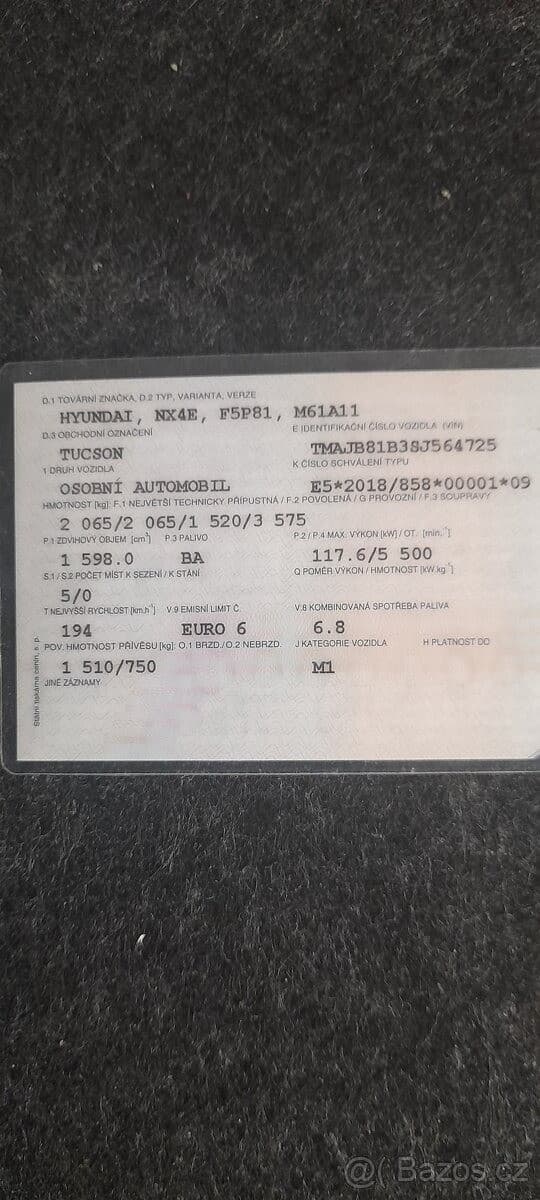 D.1 TOVÁRNÍ ZNAČKA, D.2 TYP, VARIANTA, VERZE
HYUNDAI, NX4E, F5P81, M61A11
D.3 OBCHODNÍ OZNAČENÍ E IDENTIFIKAČNÍ ČÍSLO VOZIDLA (VIN)
TUCSON TMAJB81B3SJ564725
1 DRUH VOZIDLA K ČÍSLO SCHVÁLENÍ TYPU
OSOBNÍ AUTOMOBIL E5*2018/858*00001*09
HMOTNOST [kg]: F.1 NEJVĚTŠÍ TECHNICKY PŘÍPUSTNÁ / F.2 POVOLENÁ / G PROVOZNÍ / F.3 SOUPRAVY
2 065/2 065/1 520/3 575
P.1 ZDVIHOVÝ OBJEM [cm³] P.3 PALIVO P.2 / P.4 MAX. VÝKON [kW] / OT. [min.⁻¹]
1 598.0 BA 117.6/5 500
S.1 / S.2 POČET MÍST K SEZENÍ / K STÁNÍ Q POMĚR VÝKON / HMOTNOST [kW.kg⁻¹]
5/0
T NEJVYŠŠÍ RYCHLOST [km.h⁻¹] V.9 EMISNÍ LIMIT Č. V.8 KOMBINOVANÁ SPOTŘEBA PALIVA
194 EURO 6 6.8
POV. HMOTNOST PŘÍVĚSU [kg]: O.1 BRZD./O.2 NEBRZD. J KATEGORIE VOZIDLA H PLATNOST DO
1 510/750 M1
JINÉ ZÁZNAMY
Státní tiskárna cenin, s. p.
@( Bazos.cz